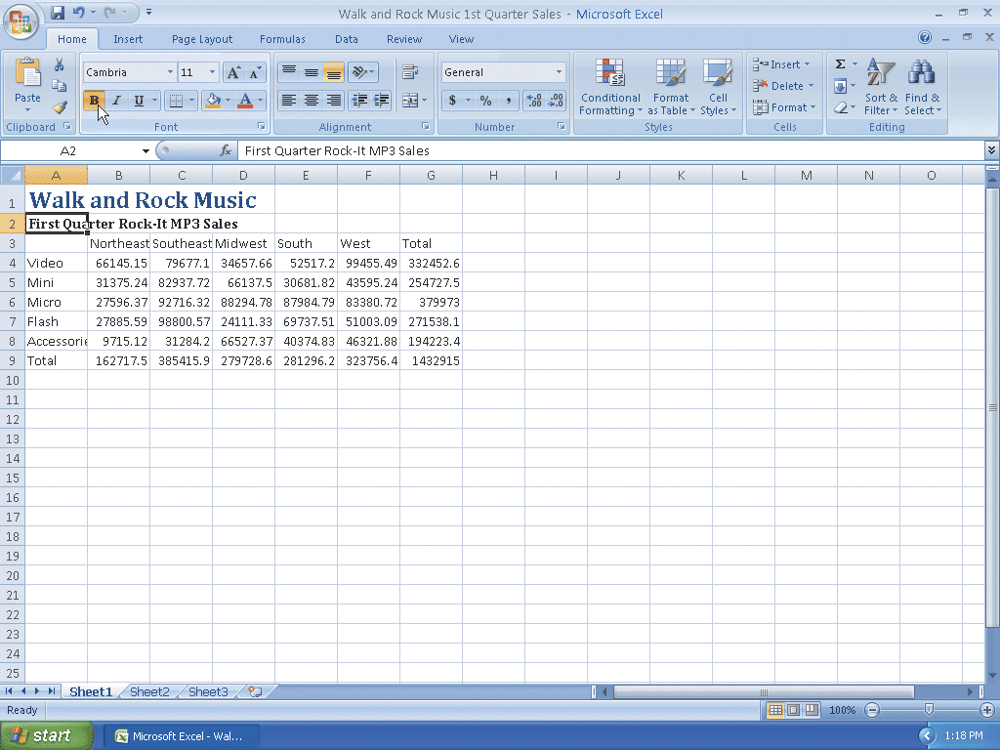 Walk and Rock Music 1st Quarter Sales - Microsoft Excel
Home Insert Page Layout Formulas Data Review View
Paste
Cambria 11
B I U
General
$ % ,
Conditional Formatting
Format as Table
Cell Styles
Insert
Delete
Format
Σ
Sort & Filter
Find & Select
Clipboard Font Alignment Number Styles Cells Editing
A2 fx First Quarter Rock-It MP3 Sales
A B C D E F G H I J K L M N O
1 Walk and Rock Music
2 First Quarter Rock-It MP3 Sales
3 Northeast Southeast Midwest South West Total
4 Video 66145.15 79677.1 34657.66 52517.2 99455.49 332452.6
5 Mini 31375.24 82937.72 66137.5 30681.82 43595.24 254727.5
6 Micro 27596.37 92716.32 88294.78 87984.79 83380.72 379973
7 Flash 27885.59 98800.57 24111.33 69737.51 51003.09 271538.1
8 Accessorie 9715.12 31284.2 66527.37 40374.83 46321.88 194223.4
9 Total 162717.5 385415.9 279728.6 281296.2 323756.4 1432915
10
11
12
13
14
15
16
17
18
19
20
21
22
23
24
25
Sheet1 Sheet2 Sheet3
Ready 100%
start Microsoft Excel - Wal... 1:18 PM